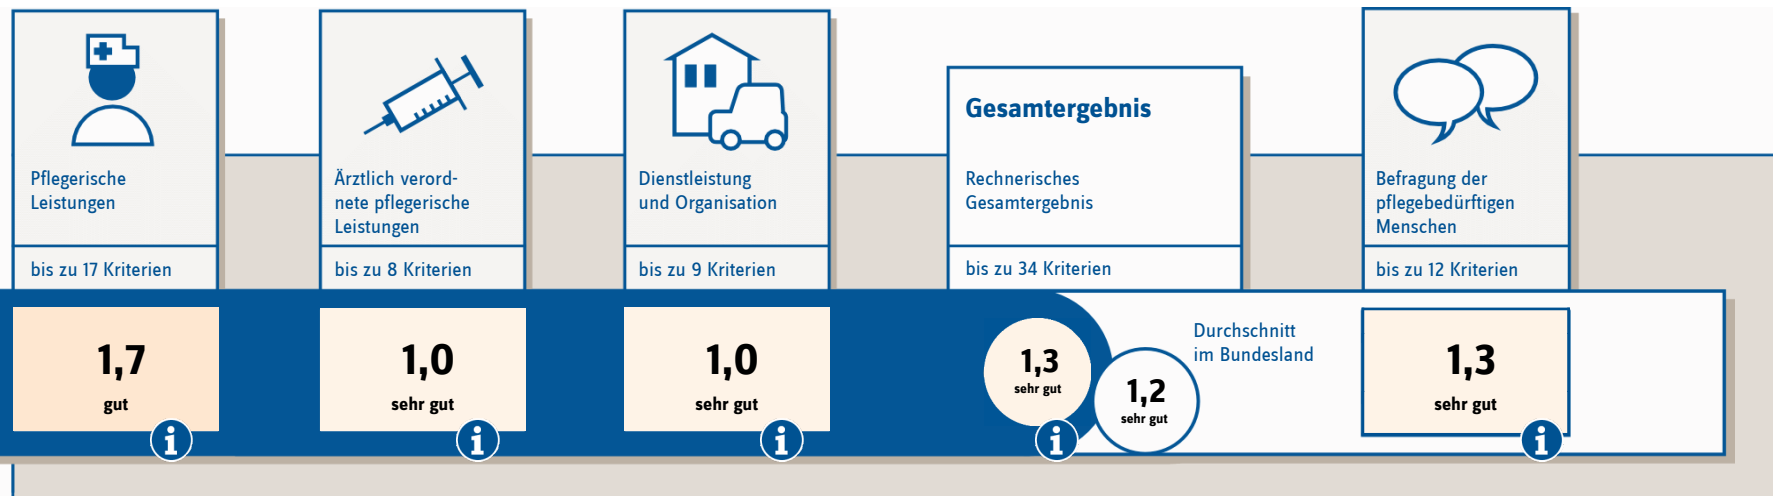 Pflegerische
Leistungen
bis zu 17 Kriterien
1,7
gut
Ärztlich verord-
nete pflegerische
Leistungen
bis zu 8 Kriterien
1,0
sehr gut
Dienstleistung
und Organisation
bis zu 9 Kriterien
1,0
sehr gut
Gesamtergebnis
Rechnerisches
Gesamtergebnis
bis zu 34 Kriterien
1,3
sehr gut
1,2
sehr gut
Durchschnitt
im Bundesland
Befragung der
pflegebedürftigen
Menschen
bis zu 12 Kriterien
1,3
sehr gut